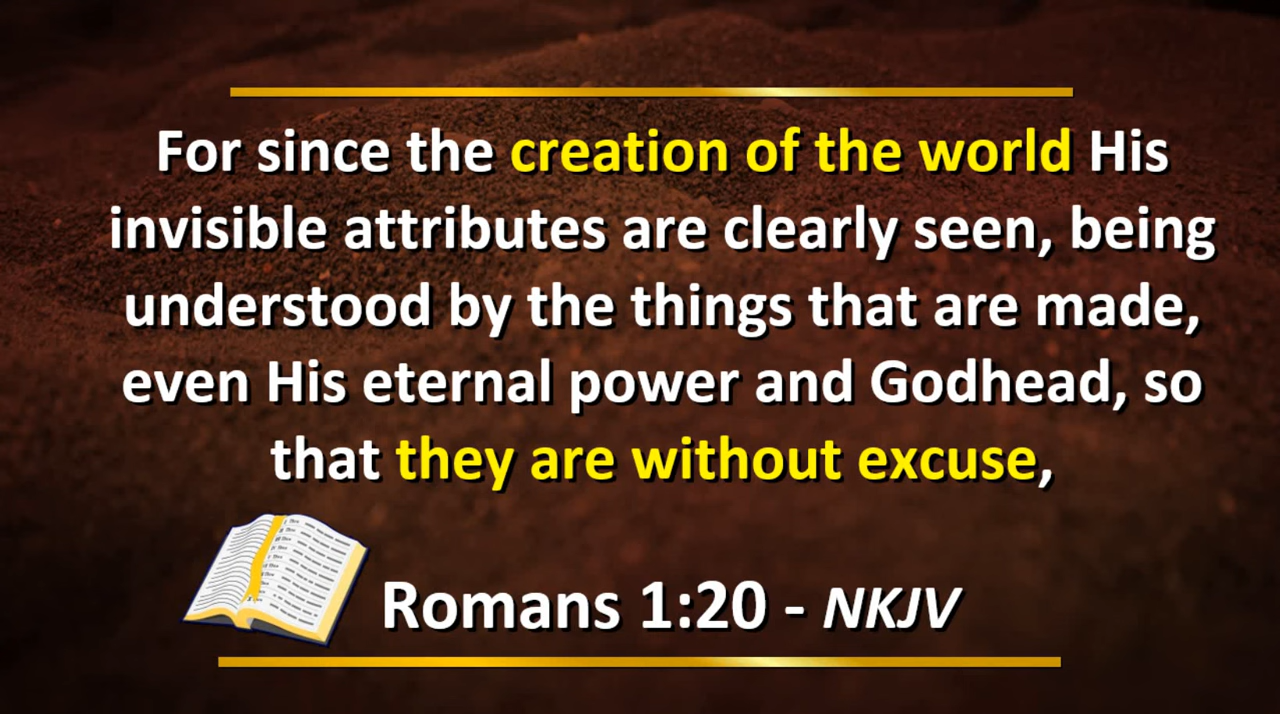 For since the creation of the world His
invisible attributes are clearly seen, being
understood by the things that are made,
even His eternal power and Godhead, so
that they are without excuse,
Romans 1:20 - NKJV